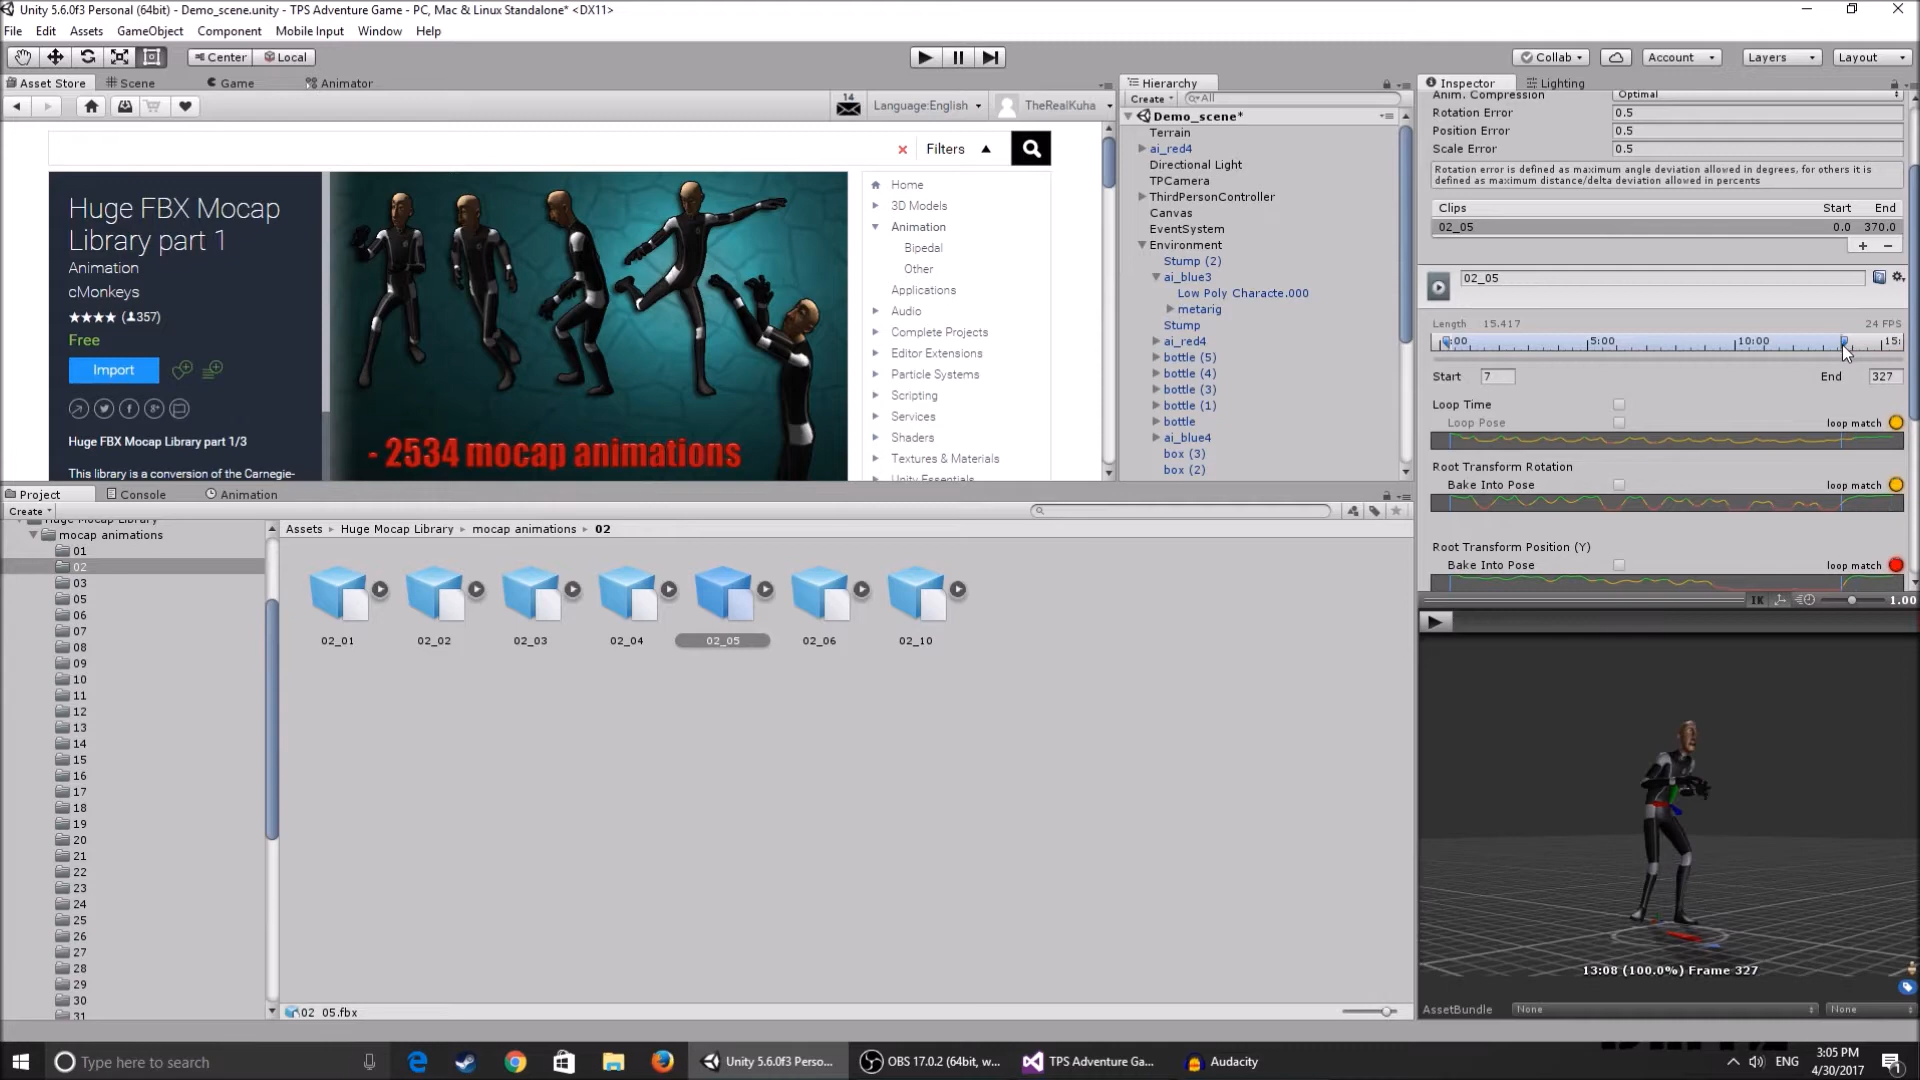 Unity 5.6.0f3 Personal (64bit) - Demo_scene.unity - TPS Adventure Game - PC, Mac & Linux Standalone* <DX11>
File Edit Assets GameObject Component Mobile Input Window Help
Center Local Collab Account Layers Layout
Asset Store Scene Game Animator
14 Language:English TheRealKuha
Filters
Huge FBX Mocap
Library part 1
Animation
cMonkeys
★★★★ (357)
Free
Import
Huge FBX Mocap Library part 1/3
This library is a conversion of the Carnegie-
- 2534 mocap animations
Home
3D Models
Animation
Bipedal
Other
Applications
Audio
Complete Projects
Editor Extensions
Particle Systems
Scripting
Services
Shaders
Textures & Materials
Unity Essentials
Hierarchy
Create All
Demo_scene*
Terrain
ai_red4
Directional Light
TPCamera
ThirdPersonController
Canvas
EventSystem
Environment
Stump (2)
ai_blue3
Low Poly Characte.000
metarig
Stump
ai_red4
bottle (5)
bottle (4)
bottle (3)
bottle (1)
bottle
ai_blue4
box (3)
box (2)
Inspector Lighting
Anim. Compression Optimal
Rotation Error 0.5
Position Error 0.5
Scale Error 0.5
Rotation error is defined as maximum angle deviation allowed in degrees, for others it is
defined as maximum distance/delta deviation allowed in percents
Clips Start End
02_05 0.0 370.0
+ -
02_05
Length 15.417 24 FPS
:00 5:00 10:00 15:
Start 7 End 327
Loop Time
Loop Pose loop match
Root Transform Rotation
Bake Into Pose loop match
Root Transform Position (Y)
Bake Into Pose loop match
IK 1.00
13:08 (100.0%) Frame 327
AssetBundle None None
Project Console Animation
Create
Huge Mocap Library
mocap animations
01
02
03
05
06
07
08
09
10
11
12
13
14
15
16
17
18
19
20
21
22
23
24
25
26
27
28
29
30
31
Assets Huge Mocap Library mocap animations 02
02_01 02_02 02_03 02_04 02_05 02_06 02_10
02_05.fbx
Type here to search
Unity 5.6.0f3 Perso...
OBS 17.0.2 (64bit, w...
TPS Adventure Ga...
Audacity
ENG
3:05 PM
4/30/2017
1